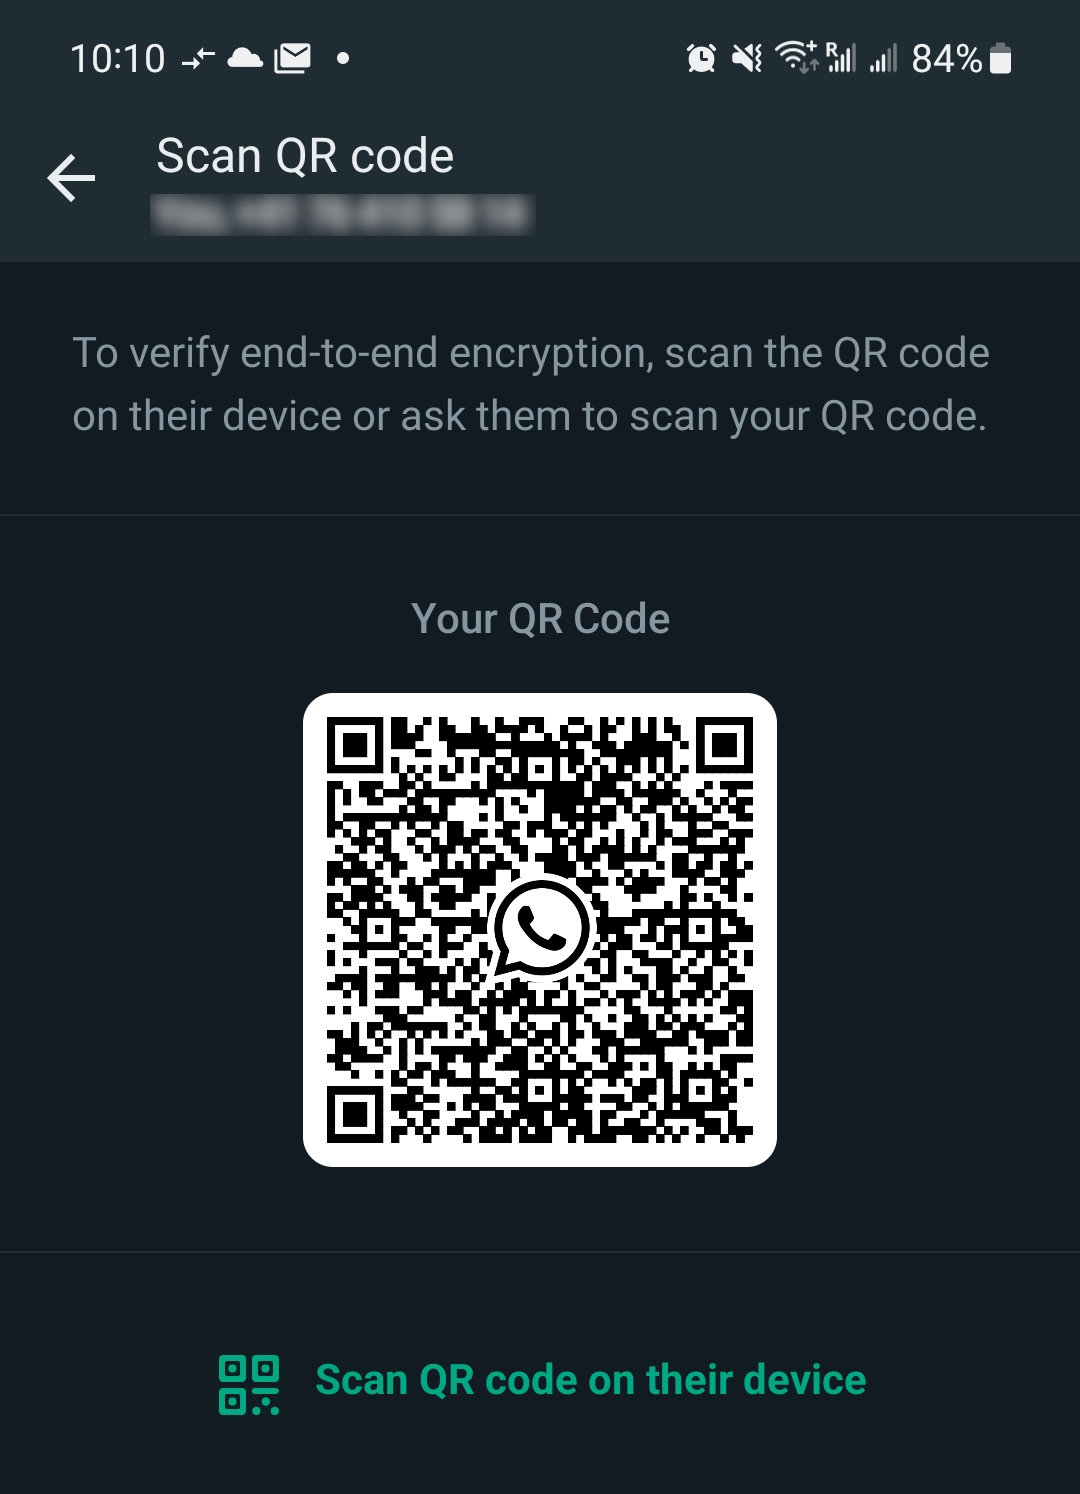 10:10
R
84%
Scan QR code
To verify end-to-end encryption, scan the QR code
on their device or ask them to scan your QR code.
Your QR Code
Scan QR code on their device